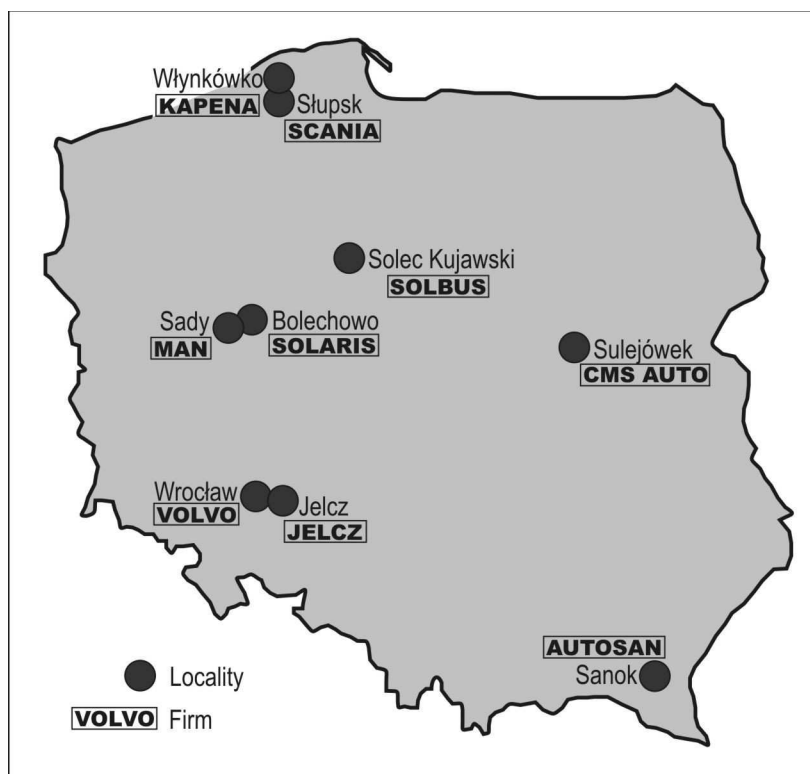 Włynkówko
KAPENA
Słupsk
SCANIA
Solec Kujawski
SOLBUS
Sady
MAN
Bolechowo
SOLARIS
Sulejówek
CMS AUTO
Wrocław
VOLVO
Jelcz
JELCZ
AUTOSAN
Sanok
Locality
VOLVO Firm